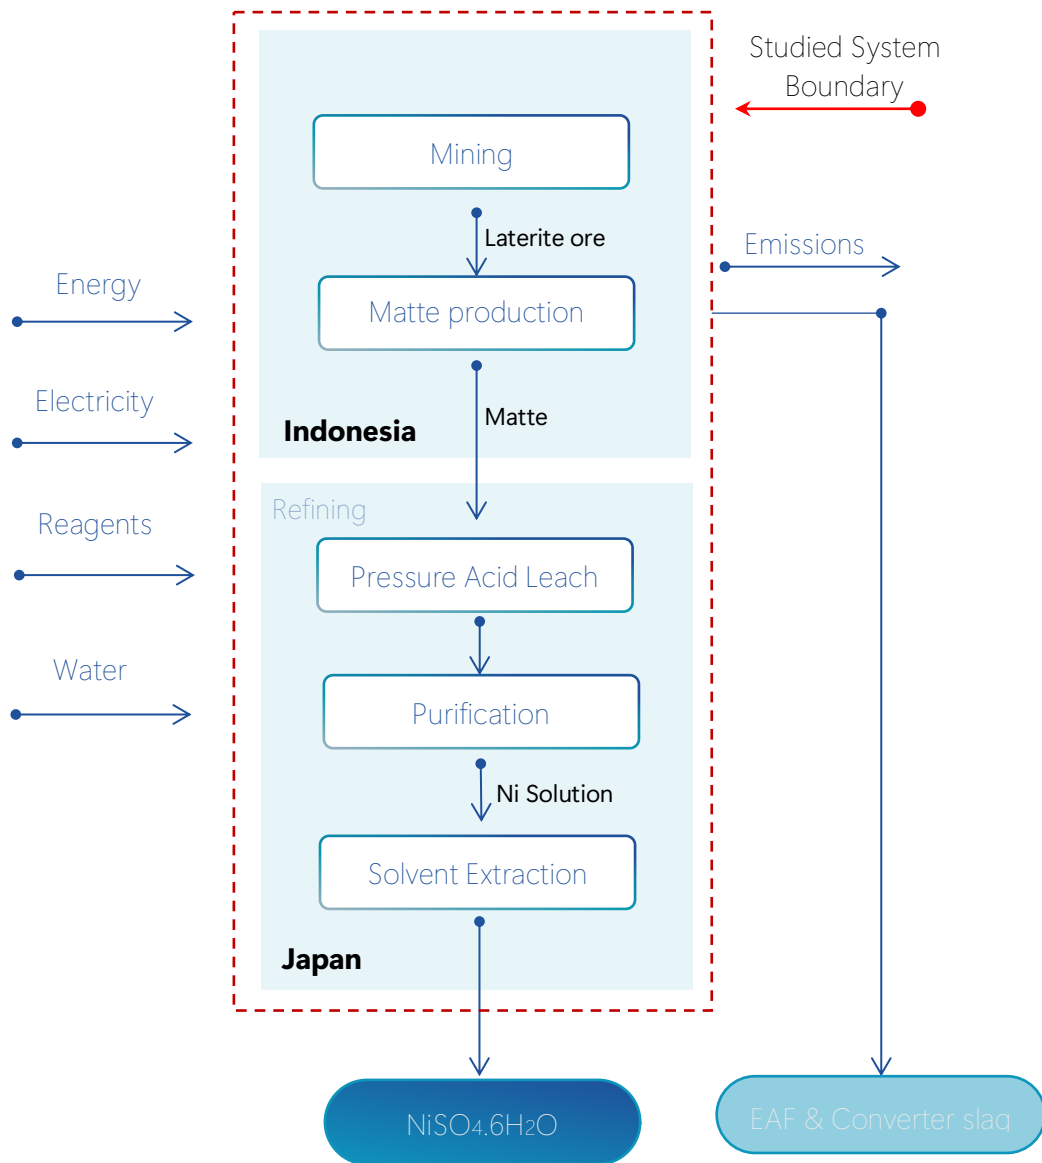 Studied System
Boundary
Mining
Laterite ore
Emissions
Energy
Matte production
Electricity
Matte
Indonesia
Refining
Reagents
Pressure Acid Leach
Water
Purification
Ni Solution
Solvent Extraction
Japan
NiSO4.6H2O
EAF & Converter slaq